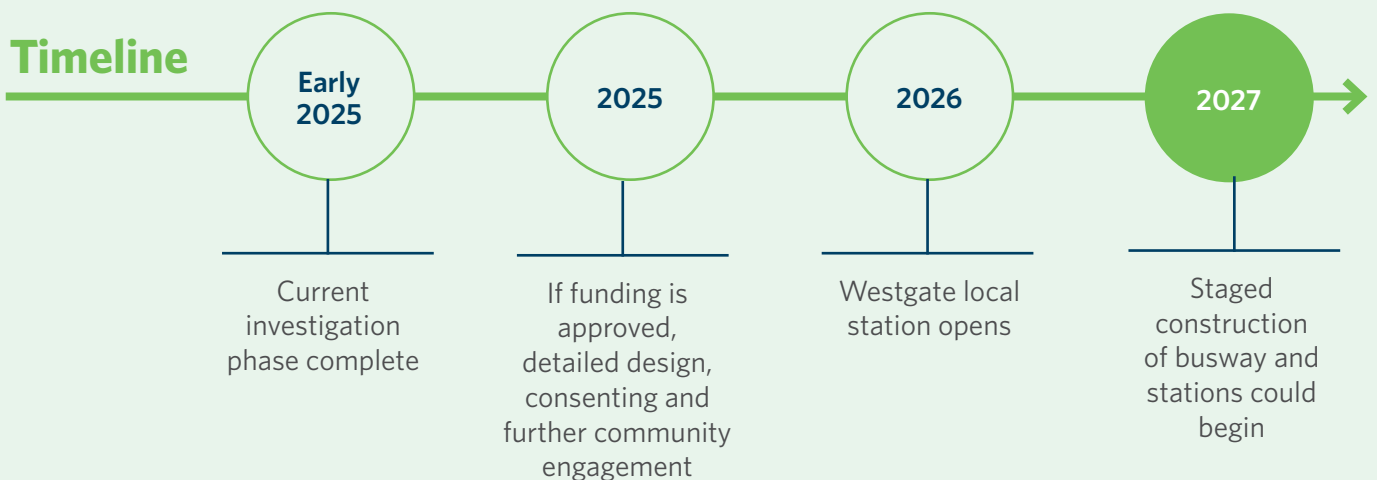 Timeline
Early
2025
Current
investigation
phase complete
2025
If funding is
approved,
detailed design,
consenting and
further community
engagement
2026
Westgate local
station opens
2027
Staged
construction
of busway and
stations could
begin